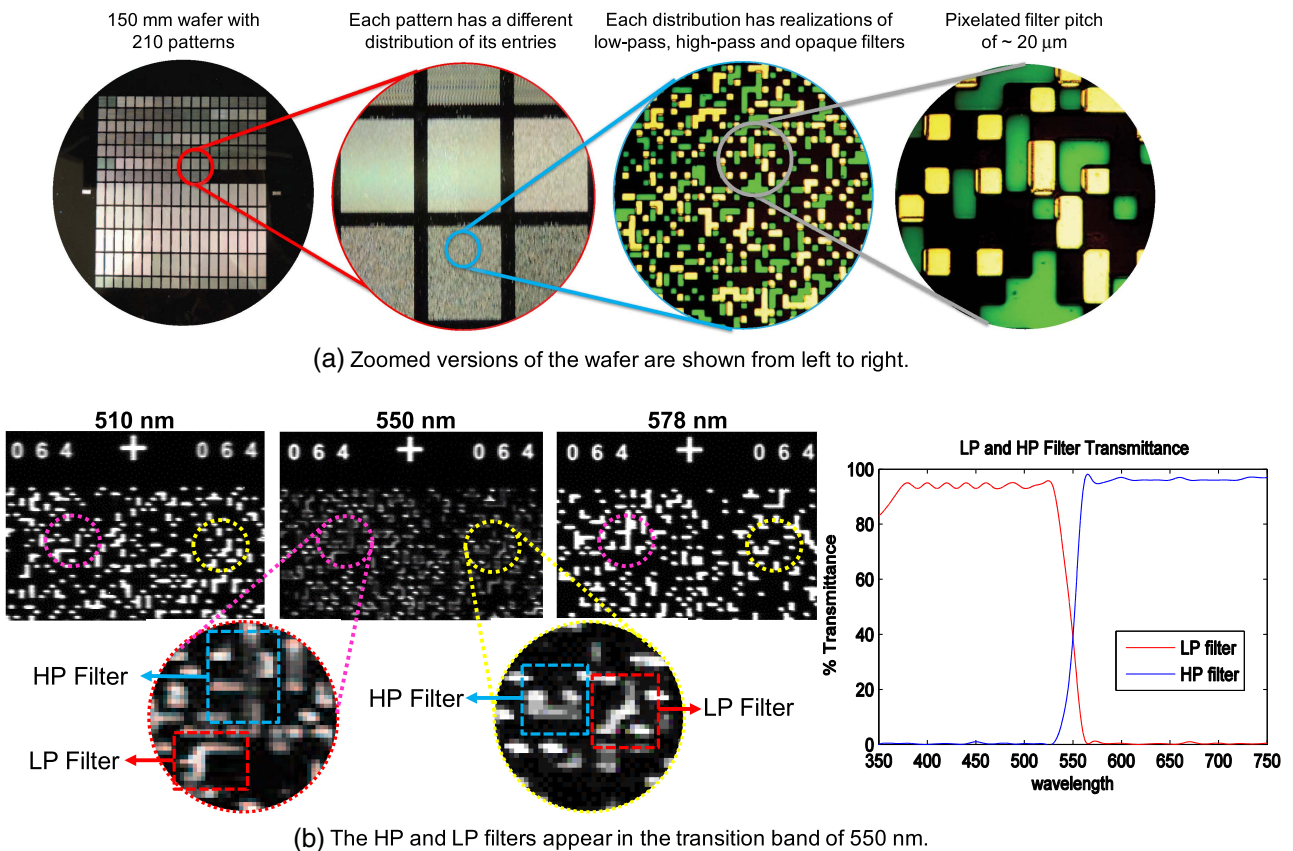 150 mm wafer with
210 patterns
Each pattern has a different
distribution of its entries
Each distribution has realizations of
low-pass, high-pass and opaque filters
Pixelated filter pitch
of ~ 20 μm
(a) Zoomed versions of the wafer are shown from left to right.
510 nm
550 nm
578 nm
0 6 4 + 0 6 4
0 6 4 + 0 6 4
0 6 4 + 0 6 4
HP Filter
LP Filter
HP Filter
LP Filter
LP and HP Filter Transmittance
% Transmittance
100
80
60
40
20
0
LP filter
HP filter
350 400 450 500 550 600 650 700 750
wavelength
(b) The HP and LP filters appear in the transition band of 550 nm.